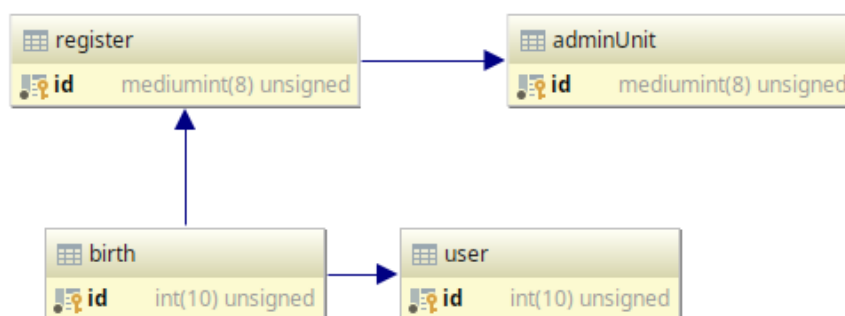 register
id mediumint(8) unsigned
adminUnit
id mediumint(8) unsigned
birth
id int(10) unsigned
user
id int(10) unsigned